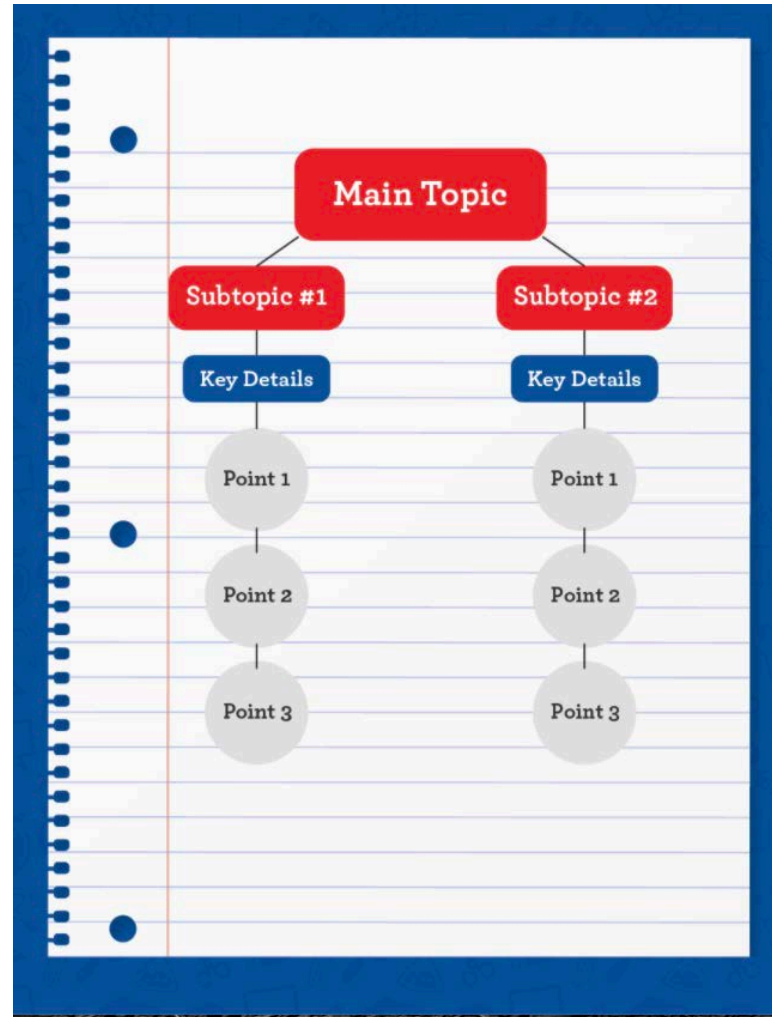 Main Topic
Subtopic #1
Subtopic #2
Key Details
Key Details
Point 1
Point 1
Point 2
Point 2
Point 3
Point 3